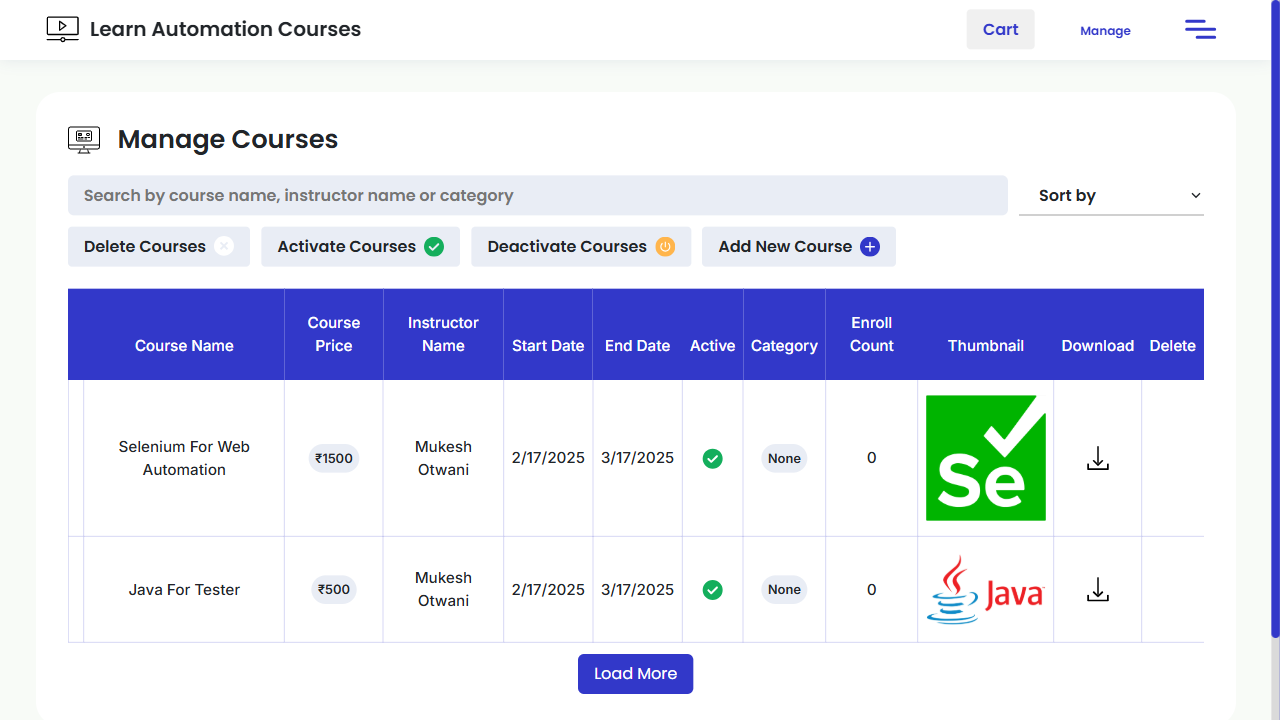 Learn Automation Courses
Cart
Manage
Manage Courses
Search by course name, instructor name or category
Sort by
Delete Courses
Activate Courses
Deactivate Courses
Add New Course
Course Name
Course Price
Instructor Name
Start Date
End Date
Active
Category
Enroll Count
Thumbnail
Download
Delete
Selenium For Web Automation
₹1500
Mukesh Otwani
2/17/2025
3/17/2025
None
0
Se
Java For Tester
₹500
Mukesh Otwani
2/17/2025
3/17/2025
None
0
Java
Load More